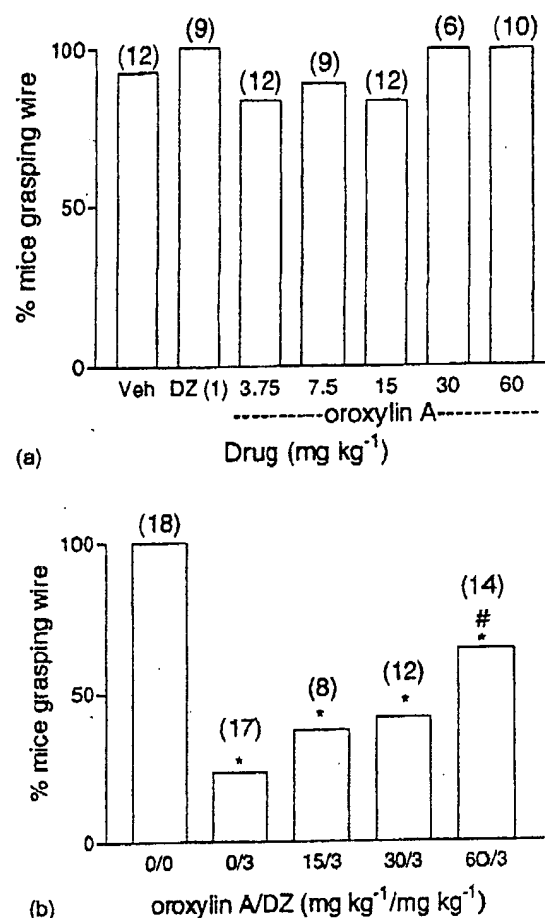 (9) (6) (10)
100 (12) (12) (9) (12)
50
0
% mice grasping wire
Veh DZ (1) 3.75 7.5 15 30 60
---------oroxylin A---------
(a) Drug (mg kg⁻¹)
(18)
100
(14)
#
*
(12)
*
50 (8)
*
(17)
*
0
% mice grasping wire
0/0 0/3 15/3 30/3 60/3
(b) oroxylin A/DZ (mg kg⁻¹/mg kg⁻¹)